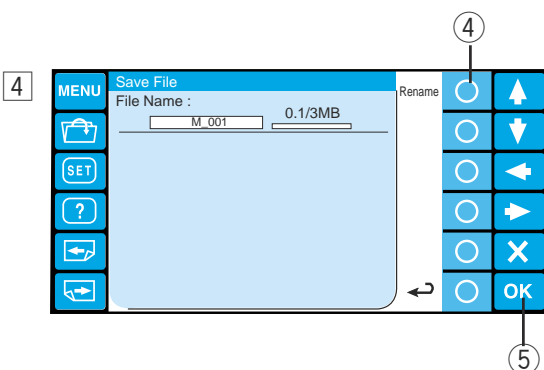 ④
4
MENU
Save File
Rename
File Name :
M_001
0.1/3MB
SET
?
OK
⑤